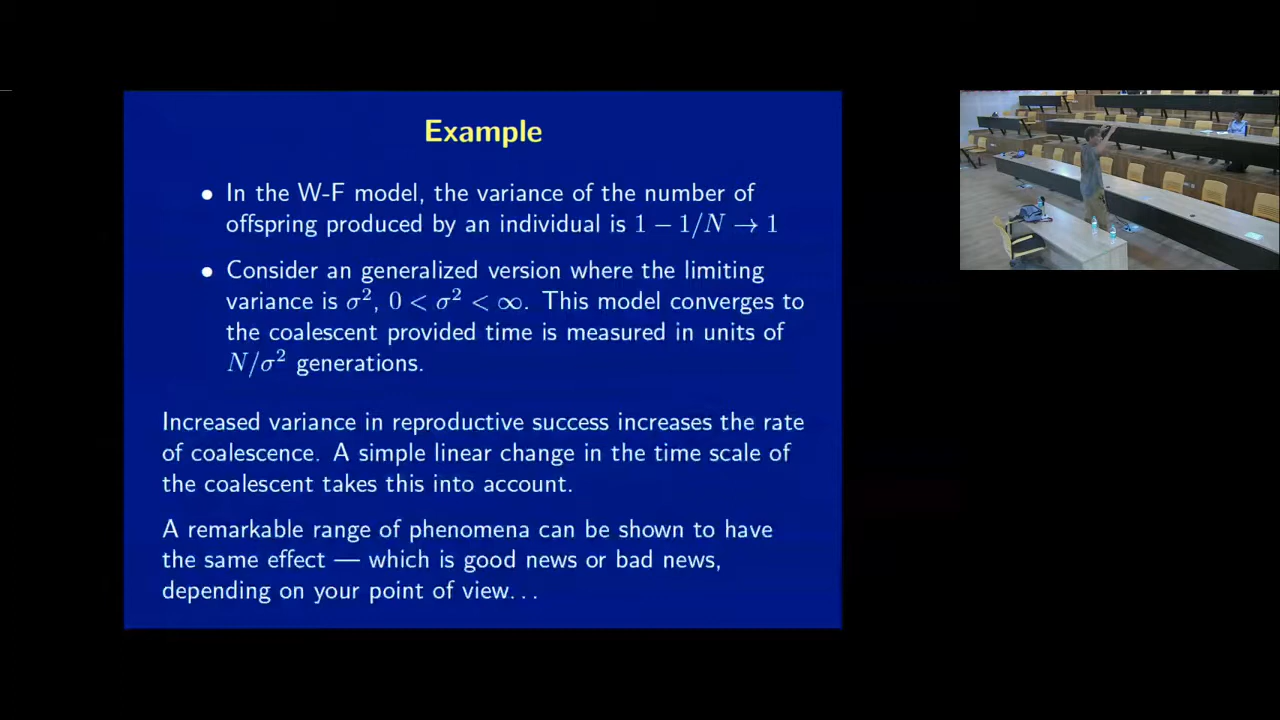 Example
• In the W-F model, the variance of the number of
offspring produced by an individual is 1 − 1/N → 1
• Consider an generalized version where the limiting
variance is σ², 0 < σ² < ∞. This model converges to
the coalescent provided time is measured in units of
N/σ² generations.
Increased variance in reproductive success increases the rate
of coalescence. A simple linear change in the time scale of
the coalescent takes this into account.
A remarkable range of phenomena can be shown to have
the same effect — which is good news or bad news,
depending on your point of view...